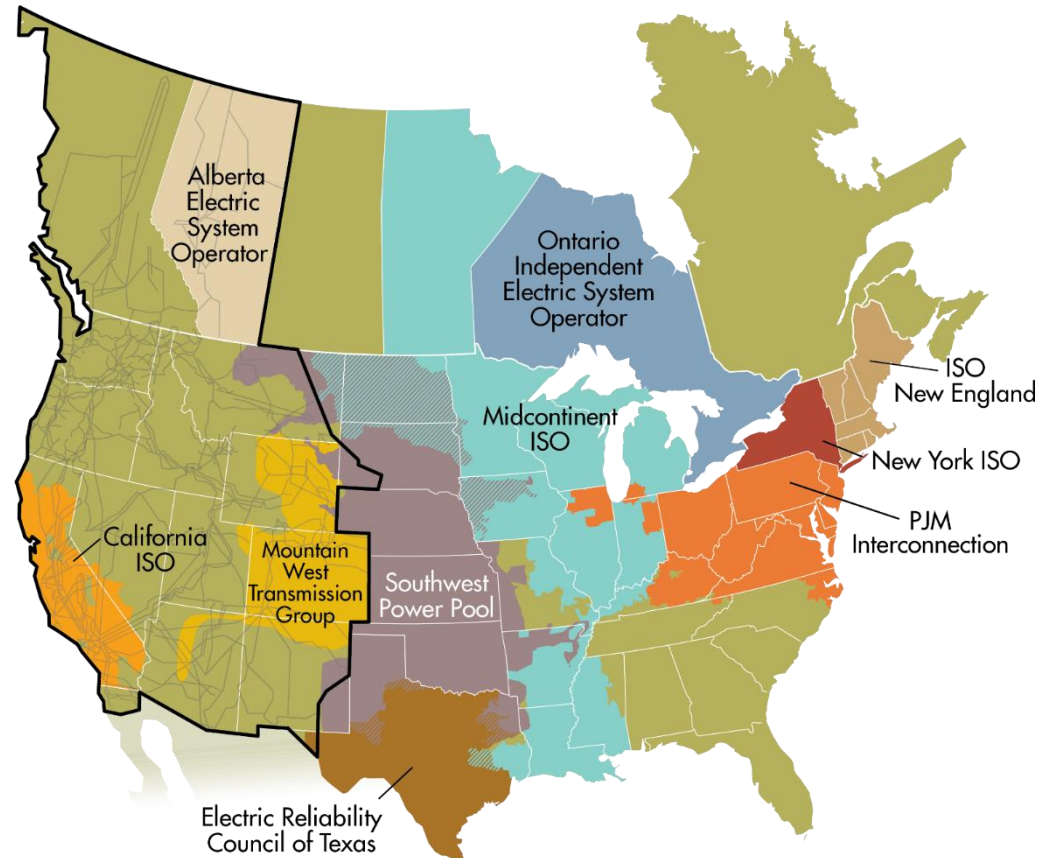 Alberta
Electric
System
Operator
Ontario
Independent
Electric System
Operator
ISO
New England
Midcontinent
ISO
New York ISO
PJM
Interconnection
California
ISO
Mountain
West
Transmission
Group
Southwest
Power Pool
Electric Reliability
Council of Texas